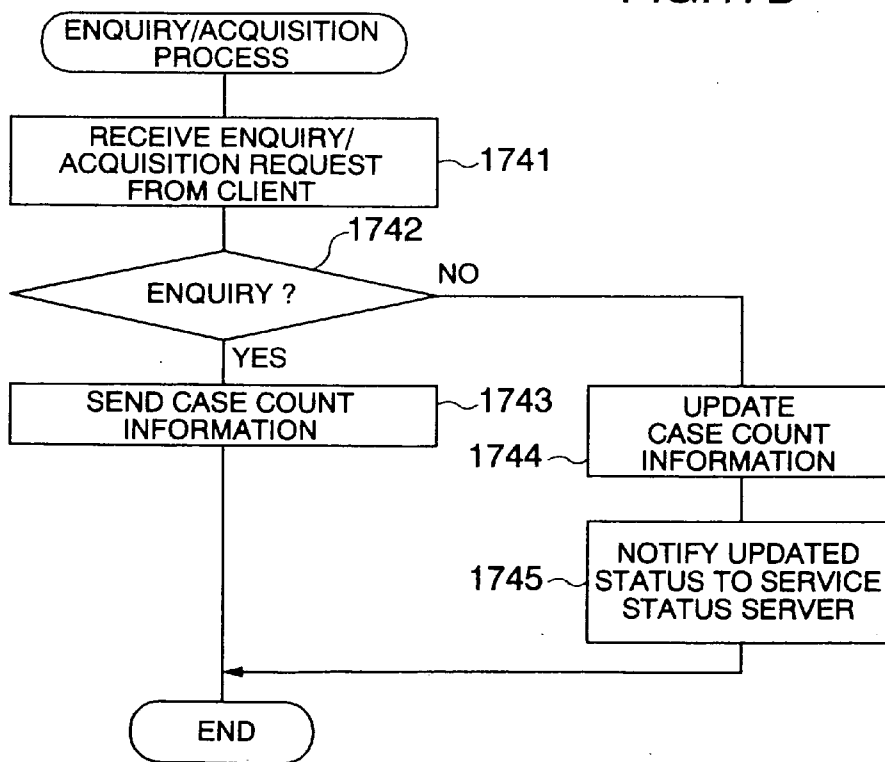 ENQUIRY/ACQUISITION
PROCESS
RECEIVE ENQUIRY/
ACQUISITION REQUEST
FROM CLIENT
1741
1742
ENQUIRY ?
NO
YES
SEND CASE COUNT
INFORMATION
1743
UPDATE
CASE COUNT
INFORMATION
1744
NOTIFY UPDATED
STATUS TO SERVICE
STATUS SERVER
1745
END